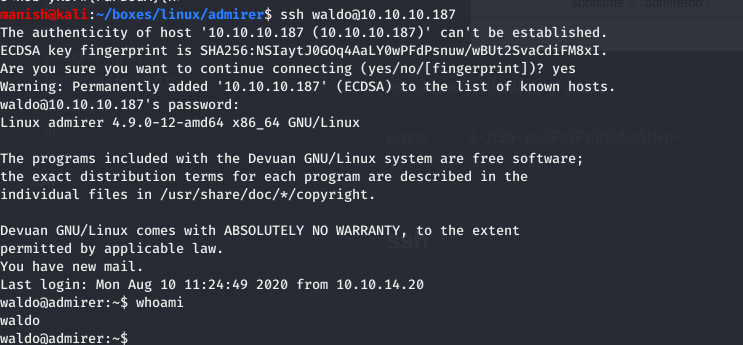 manish@kali:~/boxes/linux/admirer$ ssh waldo@10.10.10.187
The authenticity of host '10.10.10.187 (10.10.10.187)' can't be established.
ECDSA key fingerprint is SHA256:NSIaytJ0GOq4AaLY0wPFdPsnuw/wBUt2SvaCdiFM8xI.
Are you sure you want to continue connecting (yes/no/[fingerprint])? yes
Warning: Permanently added '10.10.10.187' (ECDSA) to the list of known hosts.
waldo@10.10.10.187's password:
Linux admirer 4.9.0-12-amd64 x86_64 GNU/Linux
waldo
The programs included with the Devuan GNU/Linux system are free software;
the exact distribution terms for each program are described in the
individual files in /usr/share/doc/*/copyright.
Devuan GNU/Linux comes with ABSOLUTELY NO WARRANTY, to the extent
ssh
permitted by applicable law.
You have new mail.
Last login: Mon Aug 10 11:24:49 2020 from 10.10.14.20
waldo@admirer:~$ whoami
waldo
waldo@admirer:~$